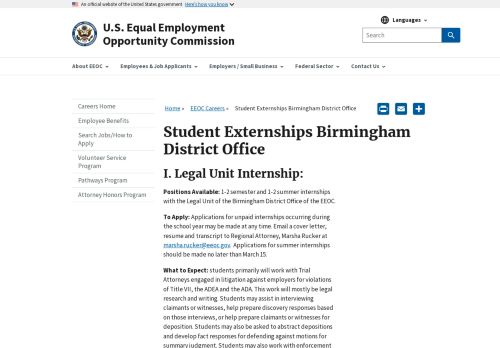 An official website of the United States government Here's how you know
U.S. Equal Employment
Opportunity Commission
Languages
Search
About EEOC
Employees & Job Applicants
Employers / Small Business
Federal Sector
Contact Us
Careers Home
Employee Benefits
Search Jobs/How to
Apply
Volunteer Service
Program
Pathways Program
Attorney Honors Program
Home » EEOC Careers » Student Externships Birmingham District Office
Student Externships Birmingham
District Office
I. Legal Unit Internship:
Positions Available: 1-2 semester and 1-2 summer internships
with the Legal Unit of the Birmingham District Office of the EEOC.
To Apply: Applications for unpaid internships occurring during
the school year may be made at any time. Email a cover letter,
resume and transcript to Regional Attorney, Marsha Rucker at
marsha.rucker@eeoc.gov. Applications for summer internships
should be made no later than March 15.
What to Expect: students primarily will work with Trial
Attorneys engaged in litigation against employers for violations
of Title VII, the ADEA and the ADA. This work will mostly be legal
research and writing. Students may assist in interviewing
claimants or witnesses, help prepare discovery responses based
on those interviews, or help prepare claimants or witnesses for
deposition. Students may also be asked to abstract depositions
and develop fact responses for defending against motions for
summary judgment. Students may also work with enforcement